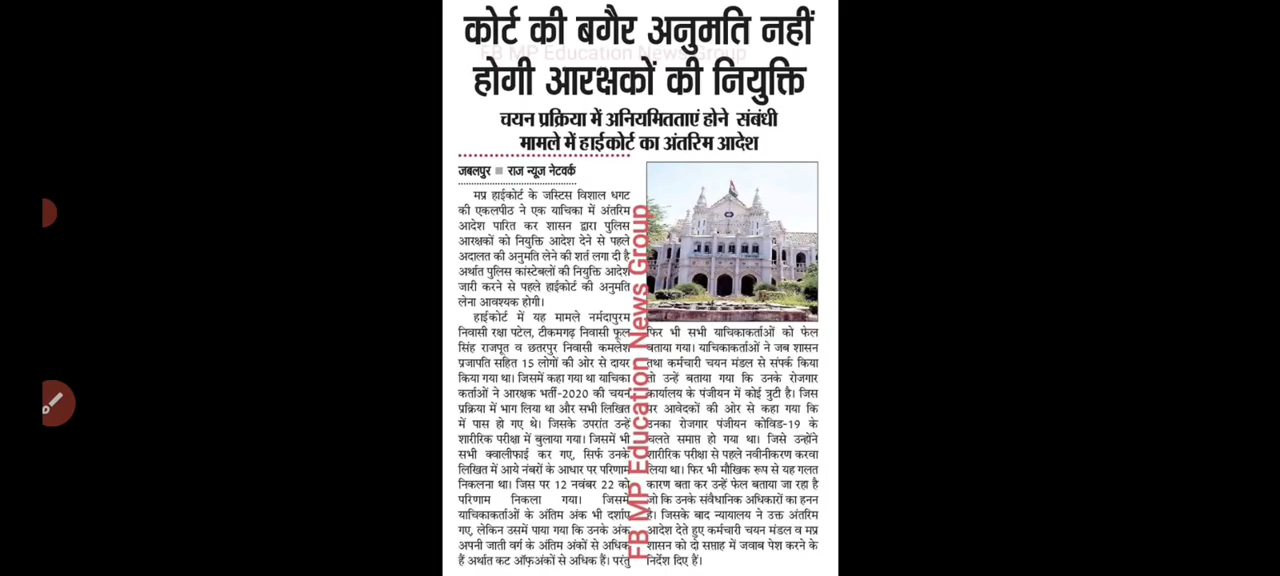 कोर्ट की बगैर अनुमति नहीं
होगी आरक्षकों की नियुक्ति
FB MP Education News Group
चयन प्रक्रिया में अनियमितताएं होने संबंधी
मामले में हाईकोर्ट का अंतरिम आदेश
जबलपुर ■ राज न्यूज नेटवर्क
मप्र हाईकोर्ट के जस्टिस विशाल धगट
की एकलपीठ ने एक याचिका में अंतरिम
आदेश पारित कर शासन द्वारा पुलिस
आरक्षकों को नियुक्ति आदेश देने से पहले
अदालत की अनुमति लेने की शर्त लगा दी है
अर्थात पुलिस कांस्टेबलों की नियुक्ति आदेश
जारी करने से पहले हाईकोर्ट की अनुमति
लेना आवश्यक होगी।
हाईकोर्ट में यह मामले नर्मदापुरम
निवासी रक्षा पटेल, टीकमगढ़ निवासी फूल
सिंह राजपूत व छतरपुर निवासी कमलेश
प्रजापति सहित 15 लोगों की ओर से दायर
किया गया था। जिसमें कहा गया था याचिका
कर्ताओं ने आरक्षक भर्ती-2020 की चयन
प्रक्रिया में भाग लिया था और सभी लिखित
में पास हो गए थे। जिसके उपरांत उन्हें
शारीरिक परीक्षा में बुलाया गया। जिसमें भी
सभी क्वालीफाई कर गए, सिर्फ उनके
लिखित में आये नंबरों के आधार पर परिणाम
निकलना था। जिस पर 12 नवंबर 22 को
परिणाम निकला गया। जिसमें
याचिकाकर्ताओं के अंतिम अंक भी दर्शाए
गए, लेकिन उसमें पाया गया कि उनके अंक
अपनी जाती वर्ग के अंतिम अंकों से अधिक
हैं अर्थात कट ऑफ़अंकों से अधिक हैं। परंतु
फिर भी सभी याचिकाकर्ताओं को फेल
बताया गया। याचिकाकर्ताओं ने जब शासन
तथा कर्मचारी चयन मंडल से संपर्क किया
तो उन्हें बताया गया कि उनके रोजगार
कार्यालय के पंजीयन में कोई त्रुटी है। जिस
पर आवेदकों की ओर से कहा गया कि
उनका रोजगार पंजीयन कोविड-19 के
चलते समाप्त हो गया था। जिसे उन्होंने
शारीरिक परीक्षा से पहले नवीनीकरण करवा
लिया था। फिर भी मौखिक रूप से यह गलत
कारण बता कर उन्हें फेल बताया जा रहा है
जो कि उनके संवैधानिक अधिकारों का हनन
है। जिसके बाद न्यायालय ने उक्त अंतरिम
आदेश देते हुए कर्मचारी चयन मंडल व मप्र
शासन को दो सप्ताह में जवाब पेश करने के
निर्देश दिए हैं।
FB MP Education News Group